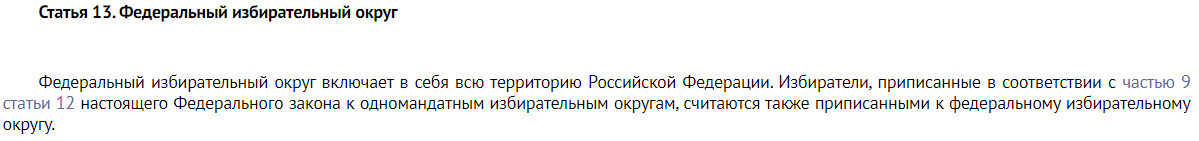 Статья 13. Федеральный избирательный округ
Федеральный избирательный округ включает в себя всю территорию Российской Федерации. Избиратели, приписанные в соответствии с частью 9
статьи 12 настоящего Федерального закона к одномандатным избирательным округам, считаются также приписанными к федеральному избирательному
округу.